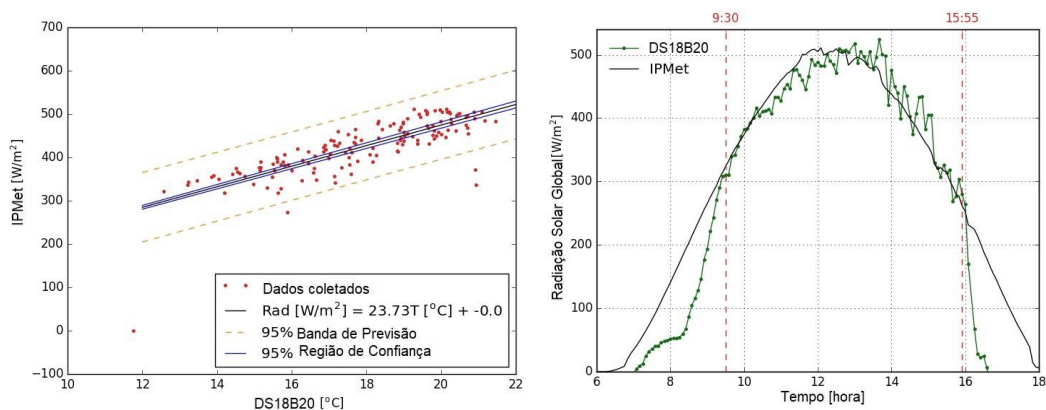 700
600
500
400
300
200
100
0
−100
IPMet [W/m²]
10 12 14 16 18 20 22
DS18B20 [°C]
Dados coletados
Rad [W/m²] = 23.73T [°C] + -0.0
95% Banda de Previsão
95% Região de Confiança
9:30 15:55
500
400
300
200
100
0
Radiação Solar Global[W/m²]
DS18B20
IPMet
6 8 10 12 14 16 18
Tempo [hora]